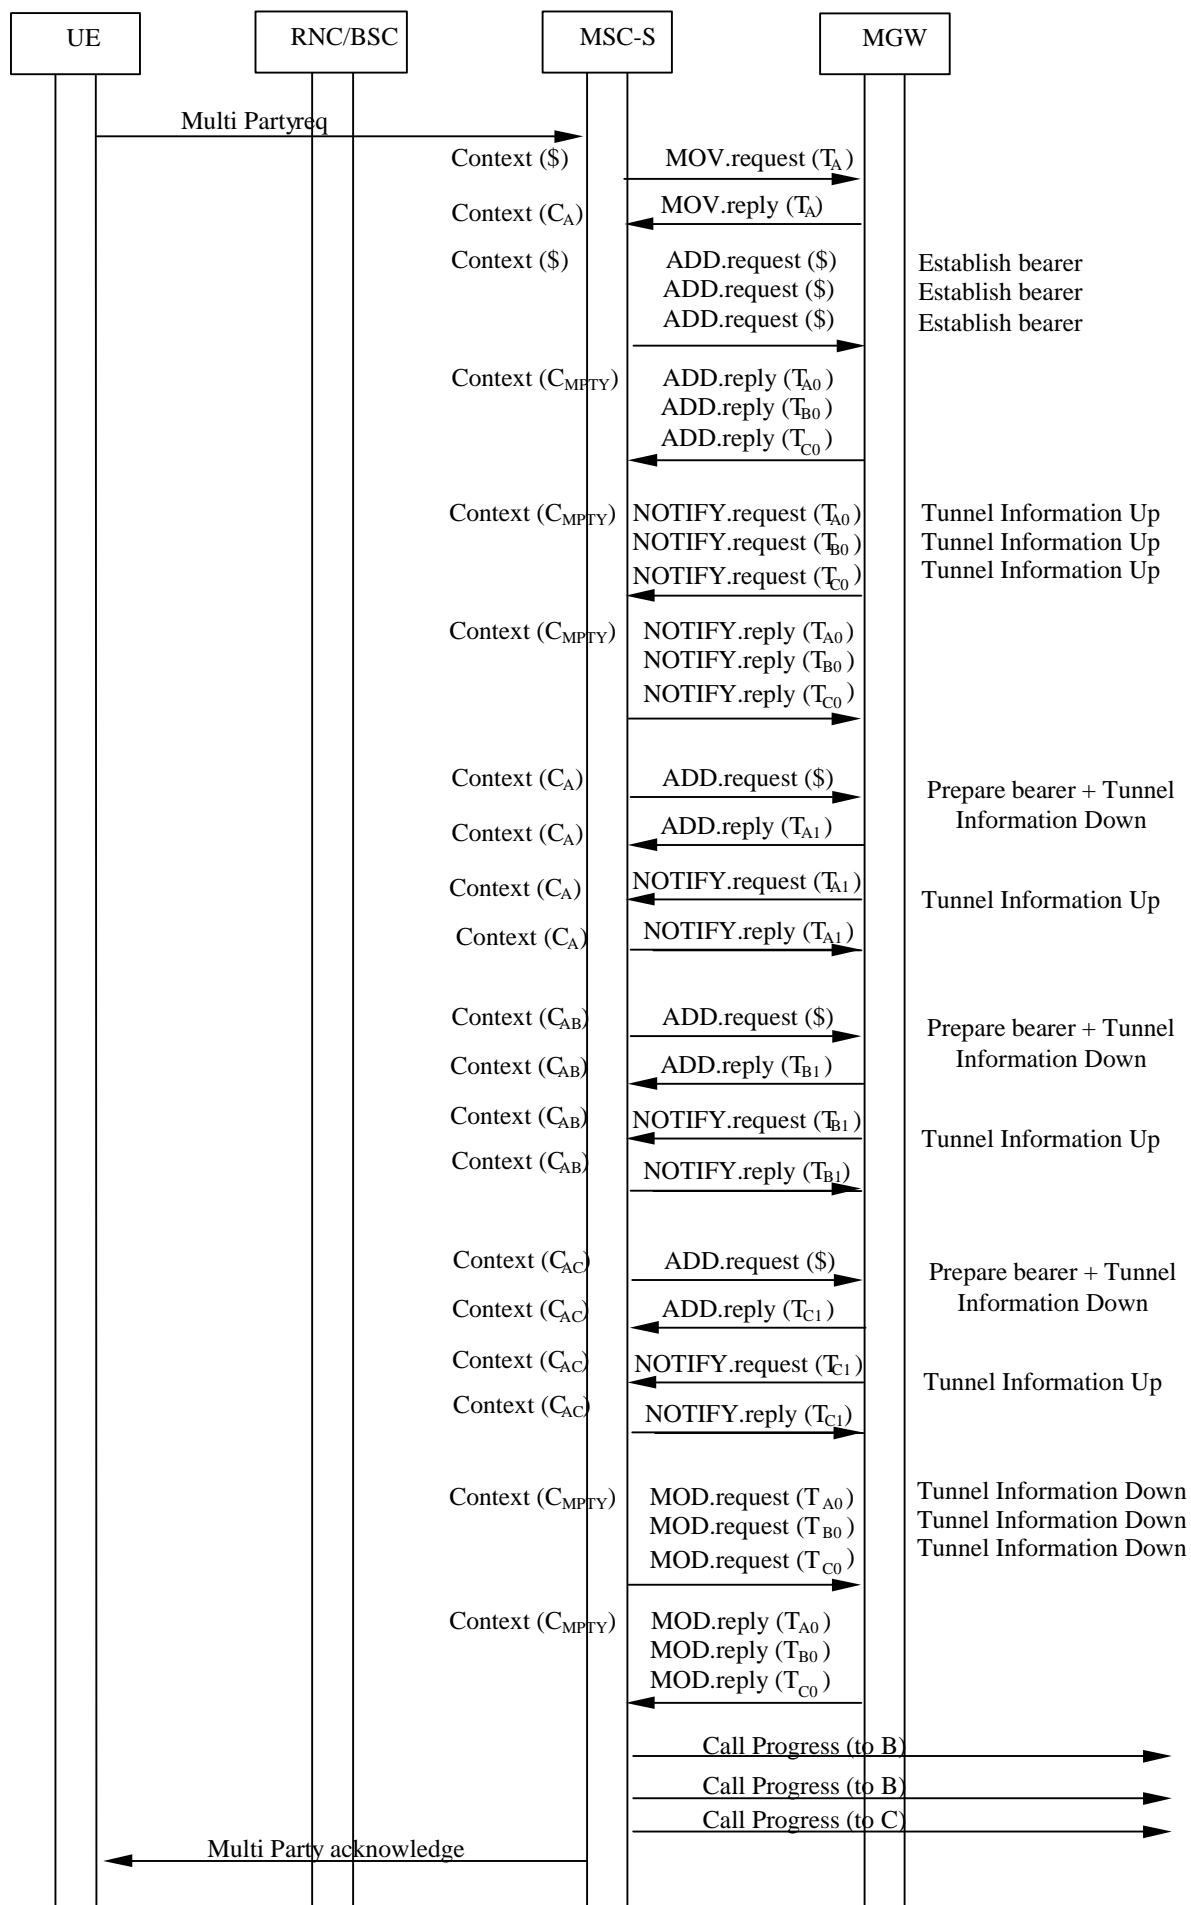 UE RNC/BSC MSC-S MGW
Multi Partyreq
Context ($) MOV.request (TA)
Context (CA) MOV.reply (TA)
Context ($) ADD.request ($) Establish bearer
ADD.request ($) Establish bearer
ADD.request ($) Establish bearer
Context (CMPTY) ADD.reply (TA0)
ADD.reply (TB0)
ADD.reply (TC0)
Context (CMPTY) NOTIFY.request (TA0) Tunnel Information Up
NOTIFY.request (TB0) Tunnel Information Up
NOTIFY.request (TC0) Tunnel Information Up
Context (CMPTY) NOTIFY.reply (TA0)
NOTIFY.reply (TB0)
NOTIFY.reply (TC0)
Context (CA) ADD.request ($) Prepare bearer + Tunnel
Information Down
Context (CA) ADD.reply (TA1)
Context (CA) NOTIFY.request (TA1) Tunnel Information Up
Context (CA) NOTIFY.reply (TA1)
Context (CAB) ADD.request ($) Prepare bearer + Tunnel
Information Down
Context (CAB) ADD.reply (TB1)
Context (CAB) NOTIFY.request (TB1) Tunnel Information Up
Context (CAB) NOTIFY.reply (TB1)
Context (CAC) ADD.request ($) Prepare bearer + Tunnel
Information Down
Context (CAC) ADD.reply (TC1)
Context (CAC) NOTIFY.request (TC1) Tunnel Information Up
Context (CAC) NOTIFY.reply (TC1)
Context (CMPTY) MOD.request (TA0) Tunnel Information Down
MOD.request (TB0) Tunnel Information Down
MOD.request (TC0) Tunnel Information Down
Context (CMPTY) MOD.reply (TA0)
MOD.reply (TB0)
MOD.reply (TC0)
Call Progress (to B)
Call Progress (to B)
Call Progress (to C)
Multi Party acknowledge